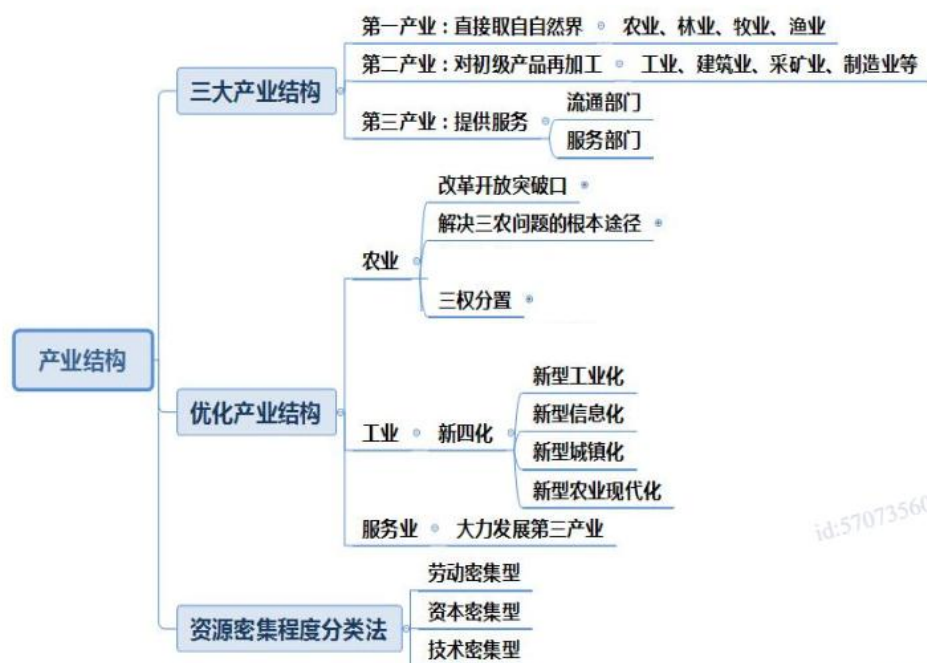 产业结构
三大产业结构
第一产业：直接取自自然界
农业、林业、牧业、渔业
第二产业：对初级产品再加工
工业、建筑业、采矿业、制造业等
第三产业：提供服务
流通部门
服务部门
优化产业结构
农业
改革开放突破口
解决三农问题的根本途径
三权分置
工业
新四化
新型工业化
新型信息化
新型城镇化
新型农业现代化
服务业
大力发展第三产业
资源密集程度分类法
劳动密集型
资本密集型
技术密集型
id:57073560